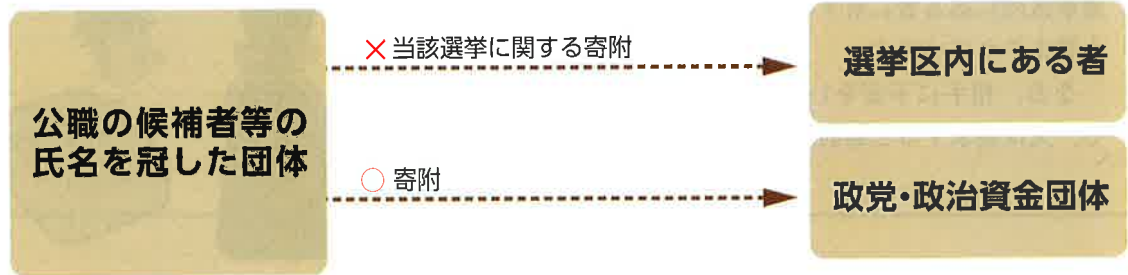 公職の候補者等の
氏名を冠した団体
×当該選挙に関する寄附
選挙区内にある者
○ 寄附
政党・政治資金団体